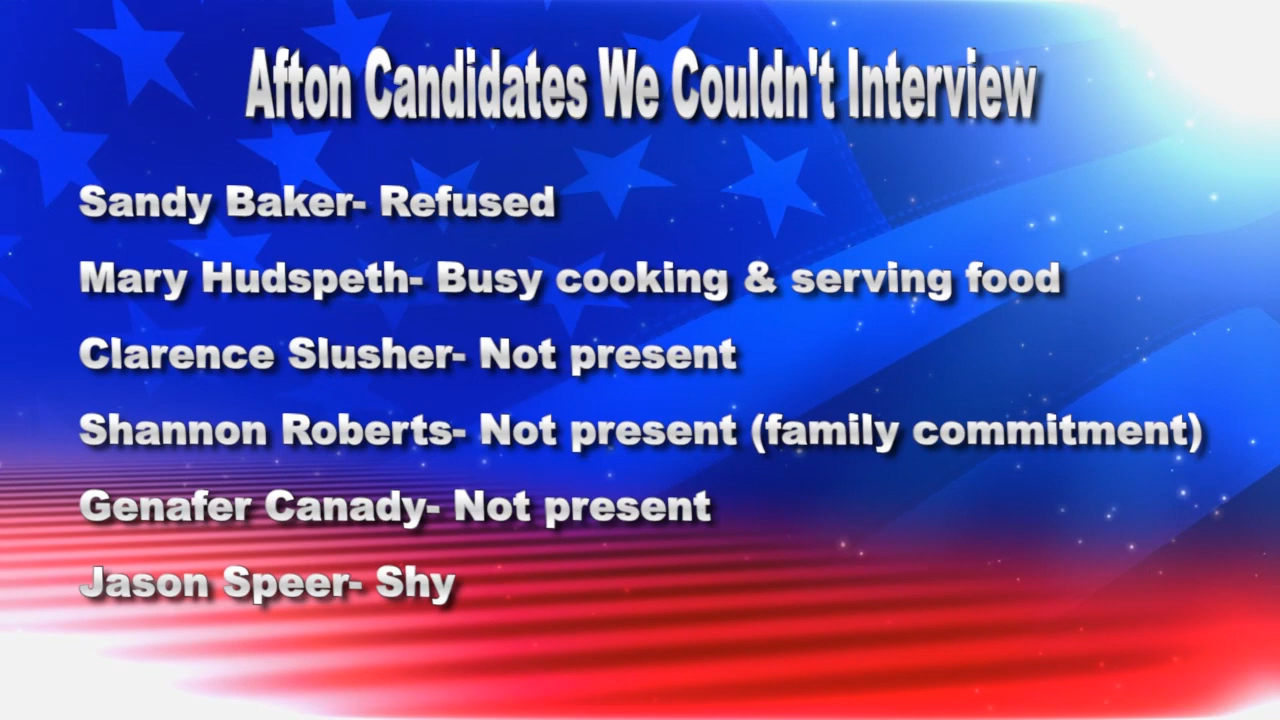 Afton Candidates We Couldn't Interview
Sandy Baker- Refused
Mary Hudspeth- Busy cooking & serving food
Clarence Slusher- Not present
Shannon Roberts- Not present (family commitment)
Genafer Canady- Not present
Jason Speer- Shy